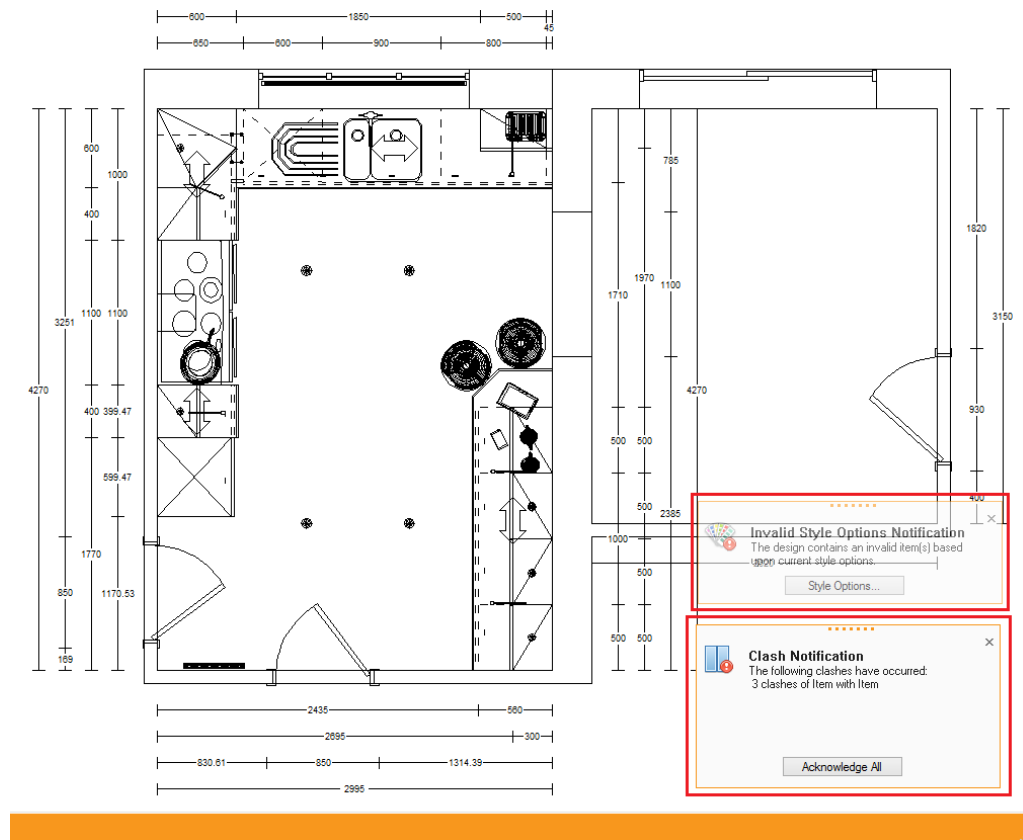 600 1850 500
45
650 600 900 800
600
1000
400
785
1820
1970
1100
1710
3251
1100 1100
3150
4270
4270
400 399.47
930
500 500
599.47
400
500
2385
1000
1770
500
850
1170.53
500 500
169
Invalid Style Options Notification
The design contains an invalid item(s) based
upon current style options.
Style Options...
Clash Notification
The following clashes have occurred:
3 clashes of Item with Item
Acknowledge All
2435 560
2695 300
830.61 850 1314.39
2995